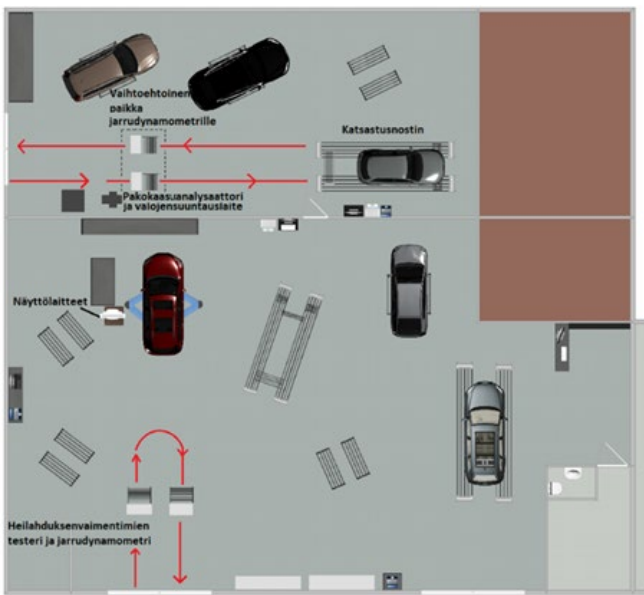 Vaihtoehtoinen
paikka
jarrudynamometrille
Katsastusnostin
Pakokaasuanalysaattori
ja valojensuuntauslaite
Näyttölaitteet
Heilahduksenvaimentimien
testeri ja jarrudynamometri